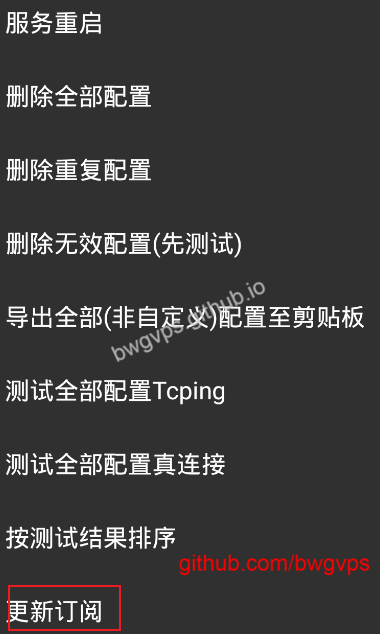 服务重启
删除全部配置
删除重复配置
删除无效配置(先测试)
导出全部(非自定义)配置至剪贴板
bwgvps.github.io
测试全部配置Tcping
测试全部配置真连接
按测试结果排序
github.com/bwgvps
更新订阅